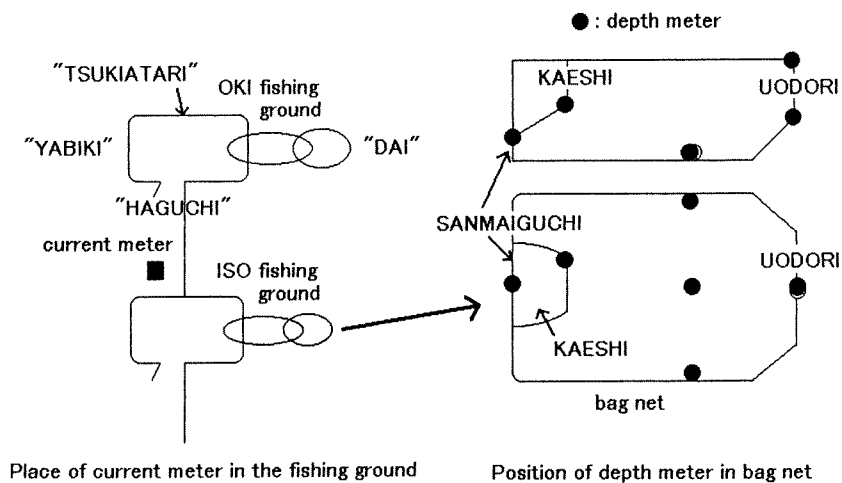 ● : depth meter
"TSUKIATARI"
OKI fishing
ground
"YABIKI"
"DAI"
"HAGUCHI"
current meter
ISO fishing
ground
KAESHI
UODORI
SANMAIGUCHI
UODORI
KAESHI
bag net
Place of current meter in the fishing ground
Position of depth meter in bag net